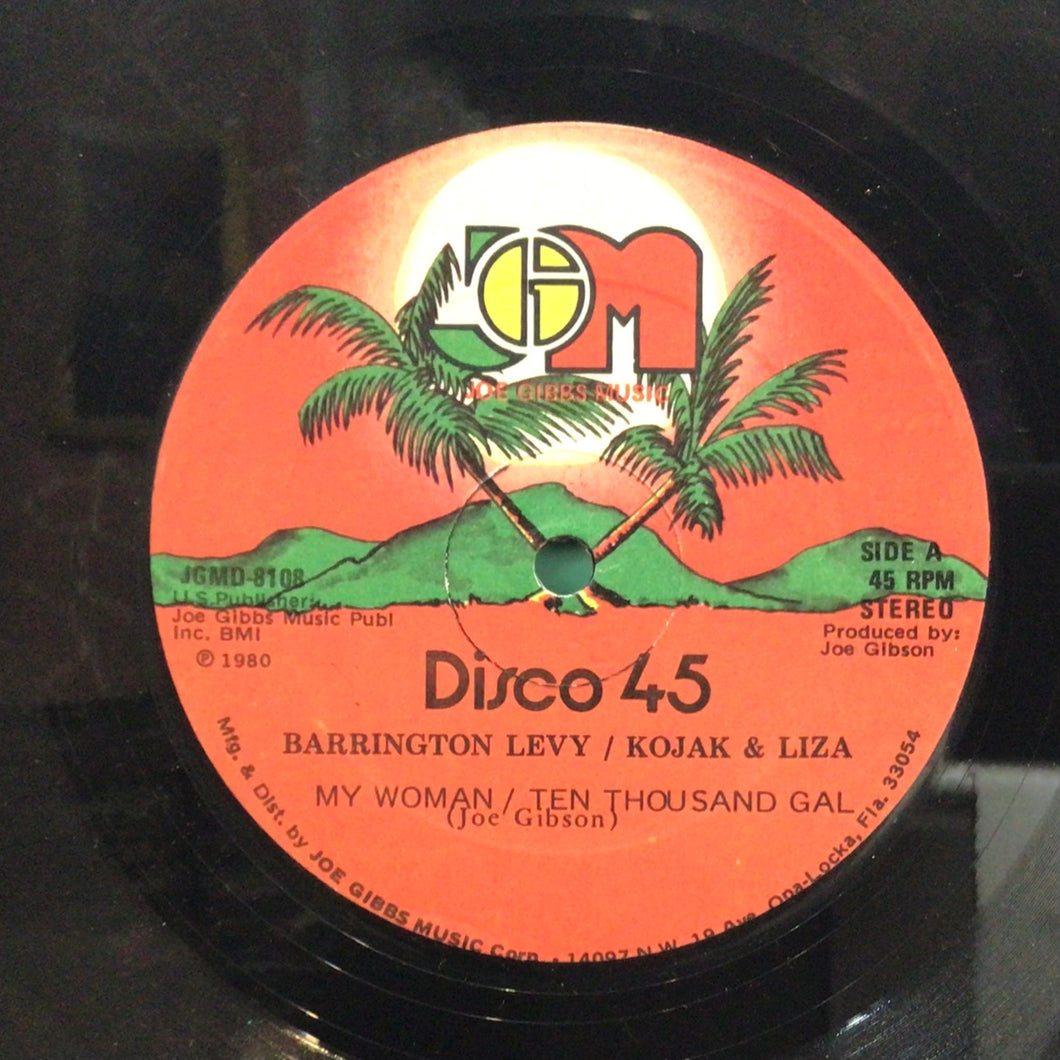 JGM
JOE GIBBS MUSIC
JGMD-8108
U.S. Publisher:
Joe Gibbs Music Publ
Inc. BMI
℗ 1980
SIDE A
45 RPM
STEREO
Produced by:
Joe Gibson
Disco 45
BARRINGTON LEVY / KOJAK & LIZA
MY WOMAN / TEN THOUSAND GAL
(Joe Gibson)
Mfg. & Dist. by JOE GIBBS MUSIC Corp. • 14097 N.W. 19 Ave. Opa-Locka, Fla. 33054